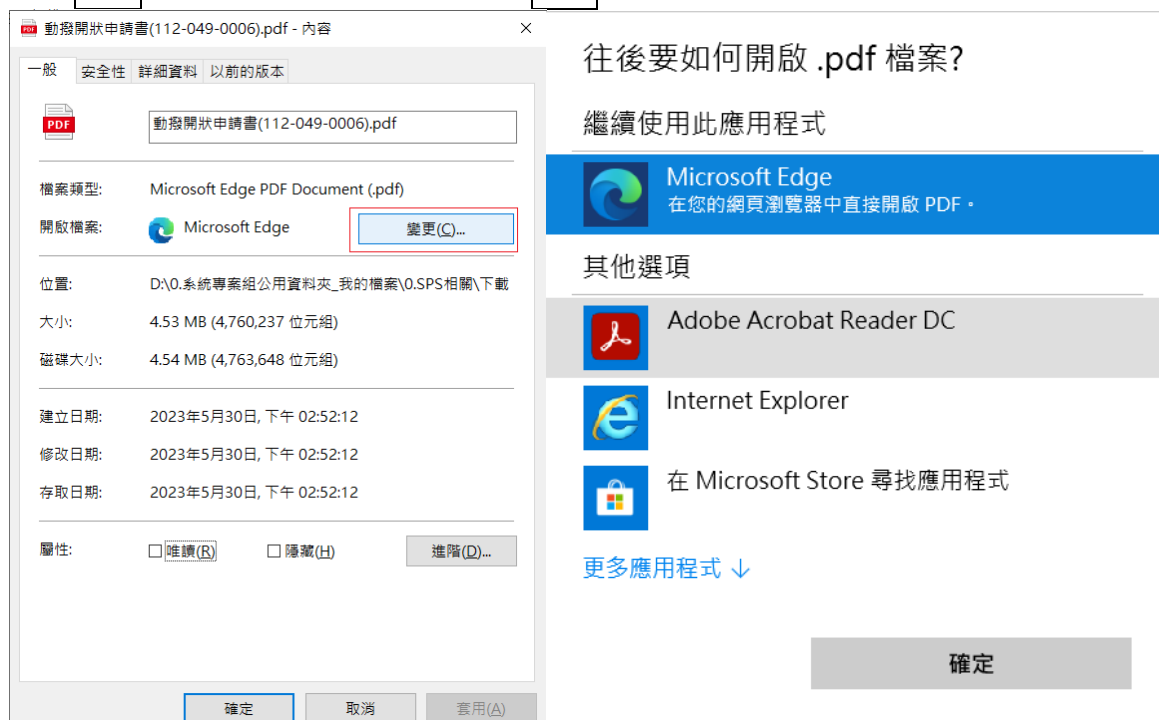 動撥開狀申請書(112-049-0006).pdf - 內容
一般 安全性 詳細資料 以前的版本
PDF
動撥開狀申請書(112-049-0006).pdf
檔案類型: Microsoft Edge PDF Document (.pdf)
開啟檔案: Microsoft Edge 變更(C)...
位置: D:\0.系統專案組公用資料夾_我的檔案\0.SPS相關\下載
大小: 4.53 MB (4,760,237 位元組)
磁碟大小: 4.54 MB (4,763,648 位元組)
建立日期: 2023年5月30日, 下午 02:52:12
修改日期: 2023年5月30日, 下午 02:52:12
存取日期: 2023年5月30日, 下午 02:52:12
屬性: 唯讀(R) 隱藏(H) 進階(D)...
確定 取消 套用(A)
往後要如何開啟 .pdf 檔案?
繼續使用此應用程式
Microsoft Edge
在您的網頁瀏覽器中直接開啟 PDF。
其他選項
Adobe Acrobat Reader DC
Internet Explorer
在 Microsoft Store 尋找應用程式
更多應用程式 ↓
確定